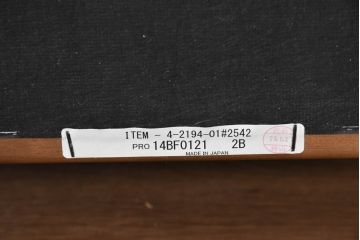 ITEM - 4-2194-01#2542
PRO 14BF0121 2B
MADE IN JAPAN